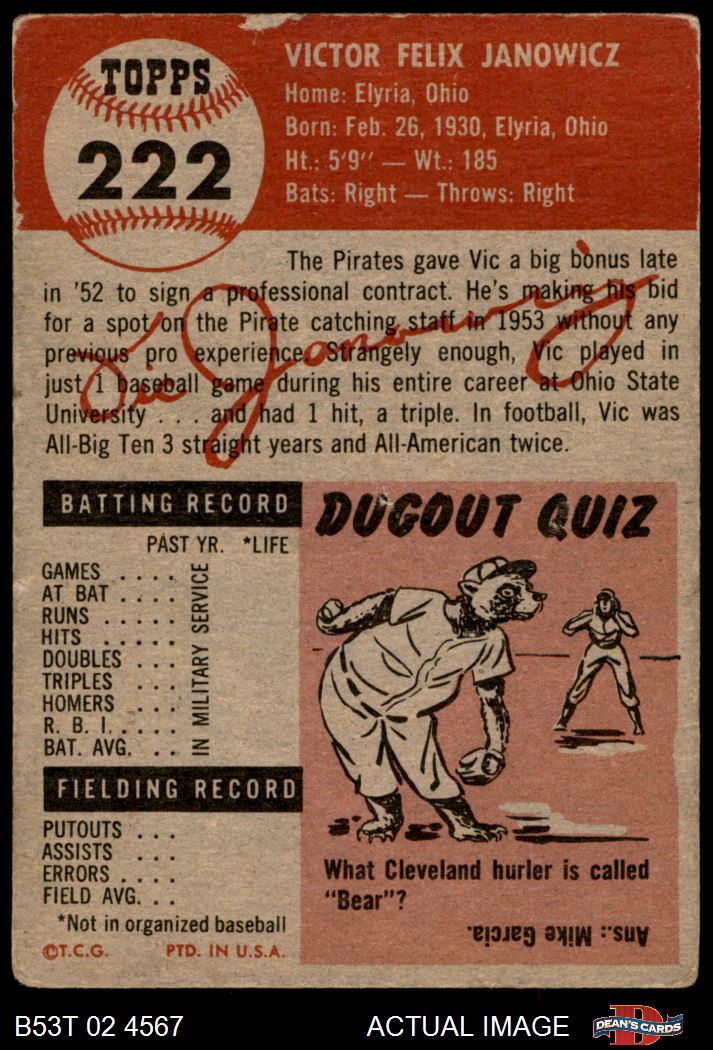 TOPPS
222
VICTOR FELIX JANOWICZ
Home: Elyria, Ohio
Born: Feb. 26, 1930, Elyria, Ohio
Ht.: 5'9" — Wt.: 185
Bats: Right — Throws: Right
The Pirates gave Vic a big bonus late
in '52 to sign a professional contract. He's making his bid
for a spot on the Pirate catching staff in 1953 without any
previous pro experience. Strangely enough, Vic played in
just 1 baseball game during his entire career at Ohio State
University . . . and had 1 hit, a triple. In football, Vic was
All-Big Ten 3 straight years and All-American twice.
Vic Janowicz
BATTING RECORD
PAST YR. *LIFE
GAMES . . . .
AT BAT . . . .
RUNS . . . . .
HITS . . . . .
DOUBLES . . .
TRIPLES . . .
HOMERS . . .
R. B. I. . . . .
BAT. AVG. . .
IN MILITARY SERVICE
FIELDING RECORD
PUTOUTS . . .
ASSISTS . . .
ERRORS . . . .
FIELD AVG. . .
*Not in organized baseball
©T.C.G. PTD. IN U.S.A.
DUGOUT QUIZ
What Cleveland hurler is called
"Bear"?
Ans.: Mike Garcia.
B53T 02 4567
ACTUAL IMAGE
D
DEAN'S CARDS